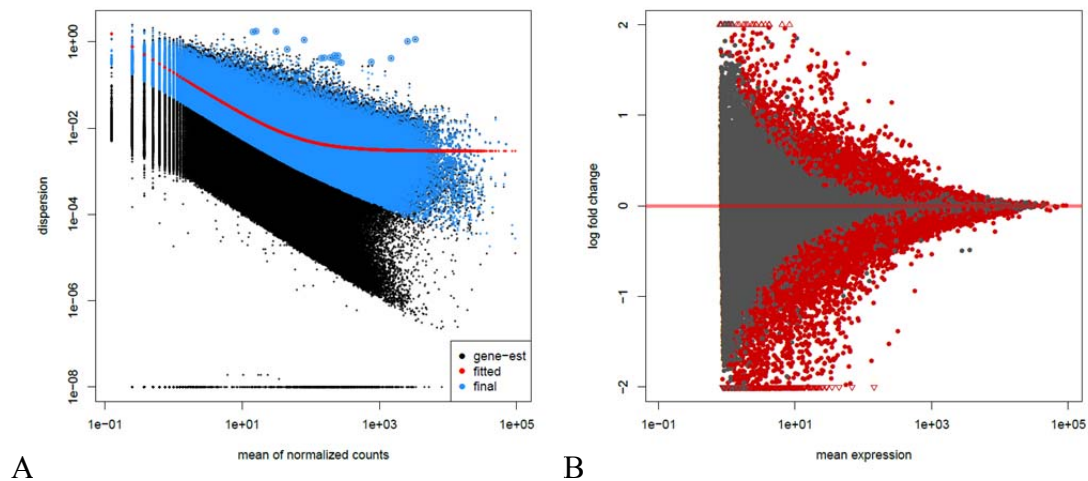 1e+00
1e-02
1e-04
1e-06
1e-08
dispersion
gene-est
fitted
final
1e-01 1e+01 1e+03 1e+05
mean of normalized counts
A
2
1
0
-1
-2
log fold change
1e-01 1e+01 1e+03 1e+05
mean expression
B